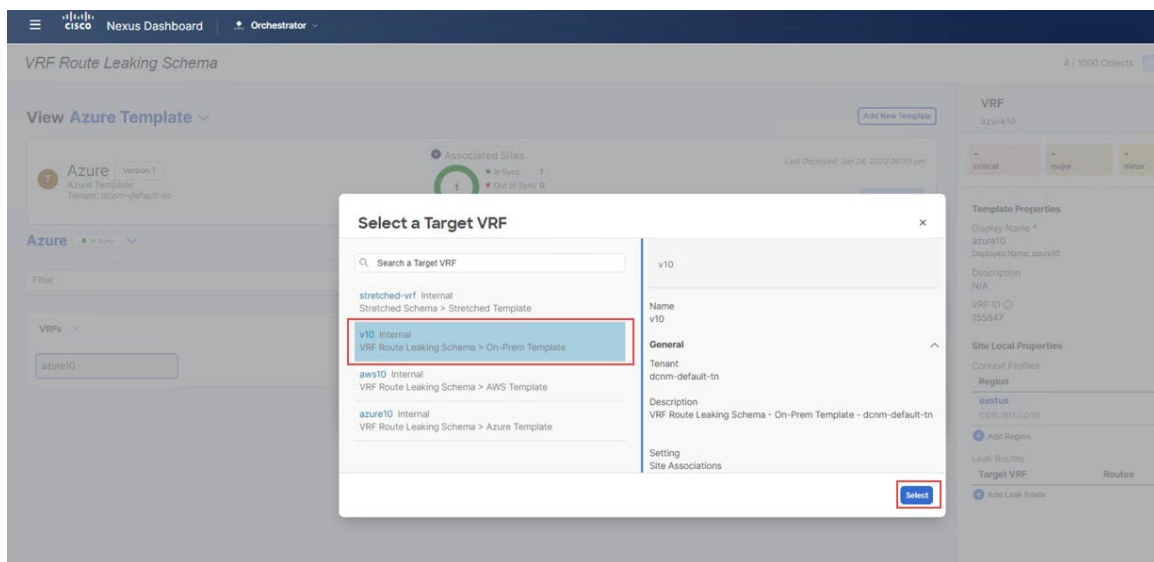 cisco Nexus Dashboard Orchestrator
VRF Route Leaking Schema
4 / 1000 Objects
View Azure Template
Add New Template
Azure Version 1
Azure Template
Tenant: dcnm-default-tn
Associated Sites
1
In Sync 1
Out of Sync 0
Last Deployed: Jan 24, 2023 06:33 pm
Azure In Sync
Filter
VRFs
azure10
Select a Target VRF
Search a Target VRF
stretched-vrf Internal
Stretched Schema > Stretched Template
v10 Internal
VRF Route Leaking Schema > On-Prem Template
aws10 Internal
VRF Route Leaking Schema > AWS Template
azure10 Internal
VRF Route Leaking Schema > Azure Template
v10
Name
v10
General
Tenant
dcnm-default-tn
Description
VRF Route Leaking Schema - On-Prem Template - dcnm-default-tn
Setting
Site Associations
Select
VRF
azure10
critical
major
minor
Template Properties
Display Name *
azure10
Deployed Name: azure10
Description
N/A
VRF ID
155847
Site Local Properties
Context Profiles
Region
eastus
Add Region
Leak Routes
Target VRF Routes
Add Leak Route